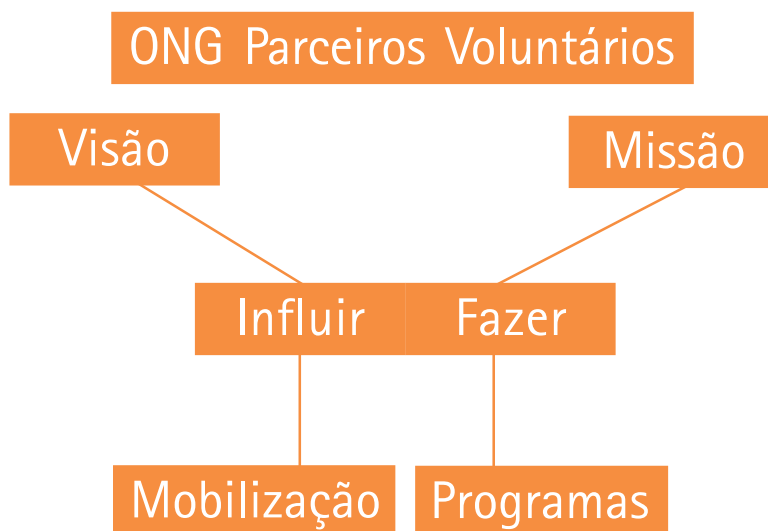 ONG Parceiros Voluntários
Visão
Missão
Influir
Fazer
Mobilização
Programas